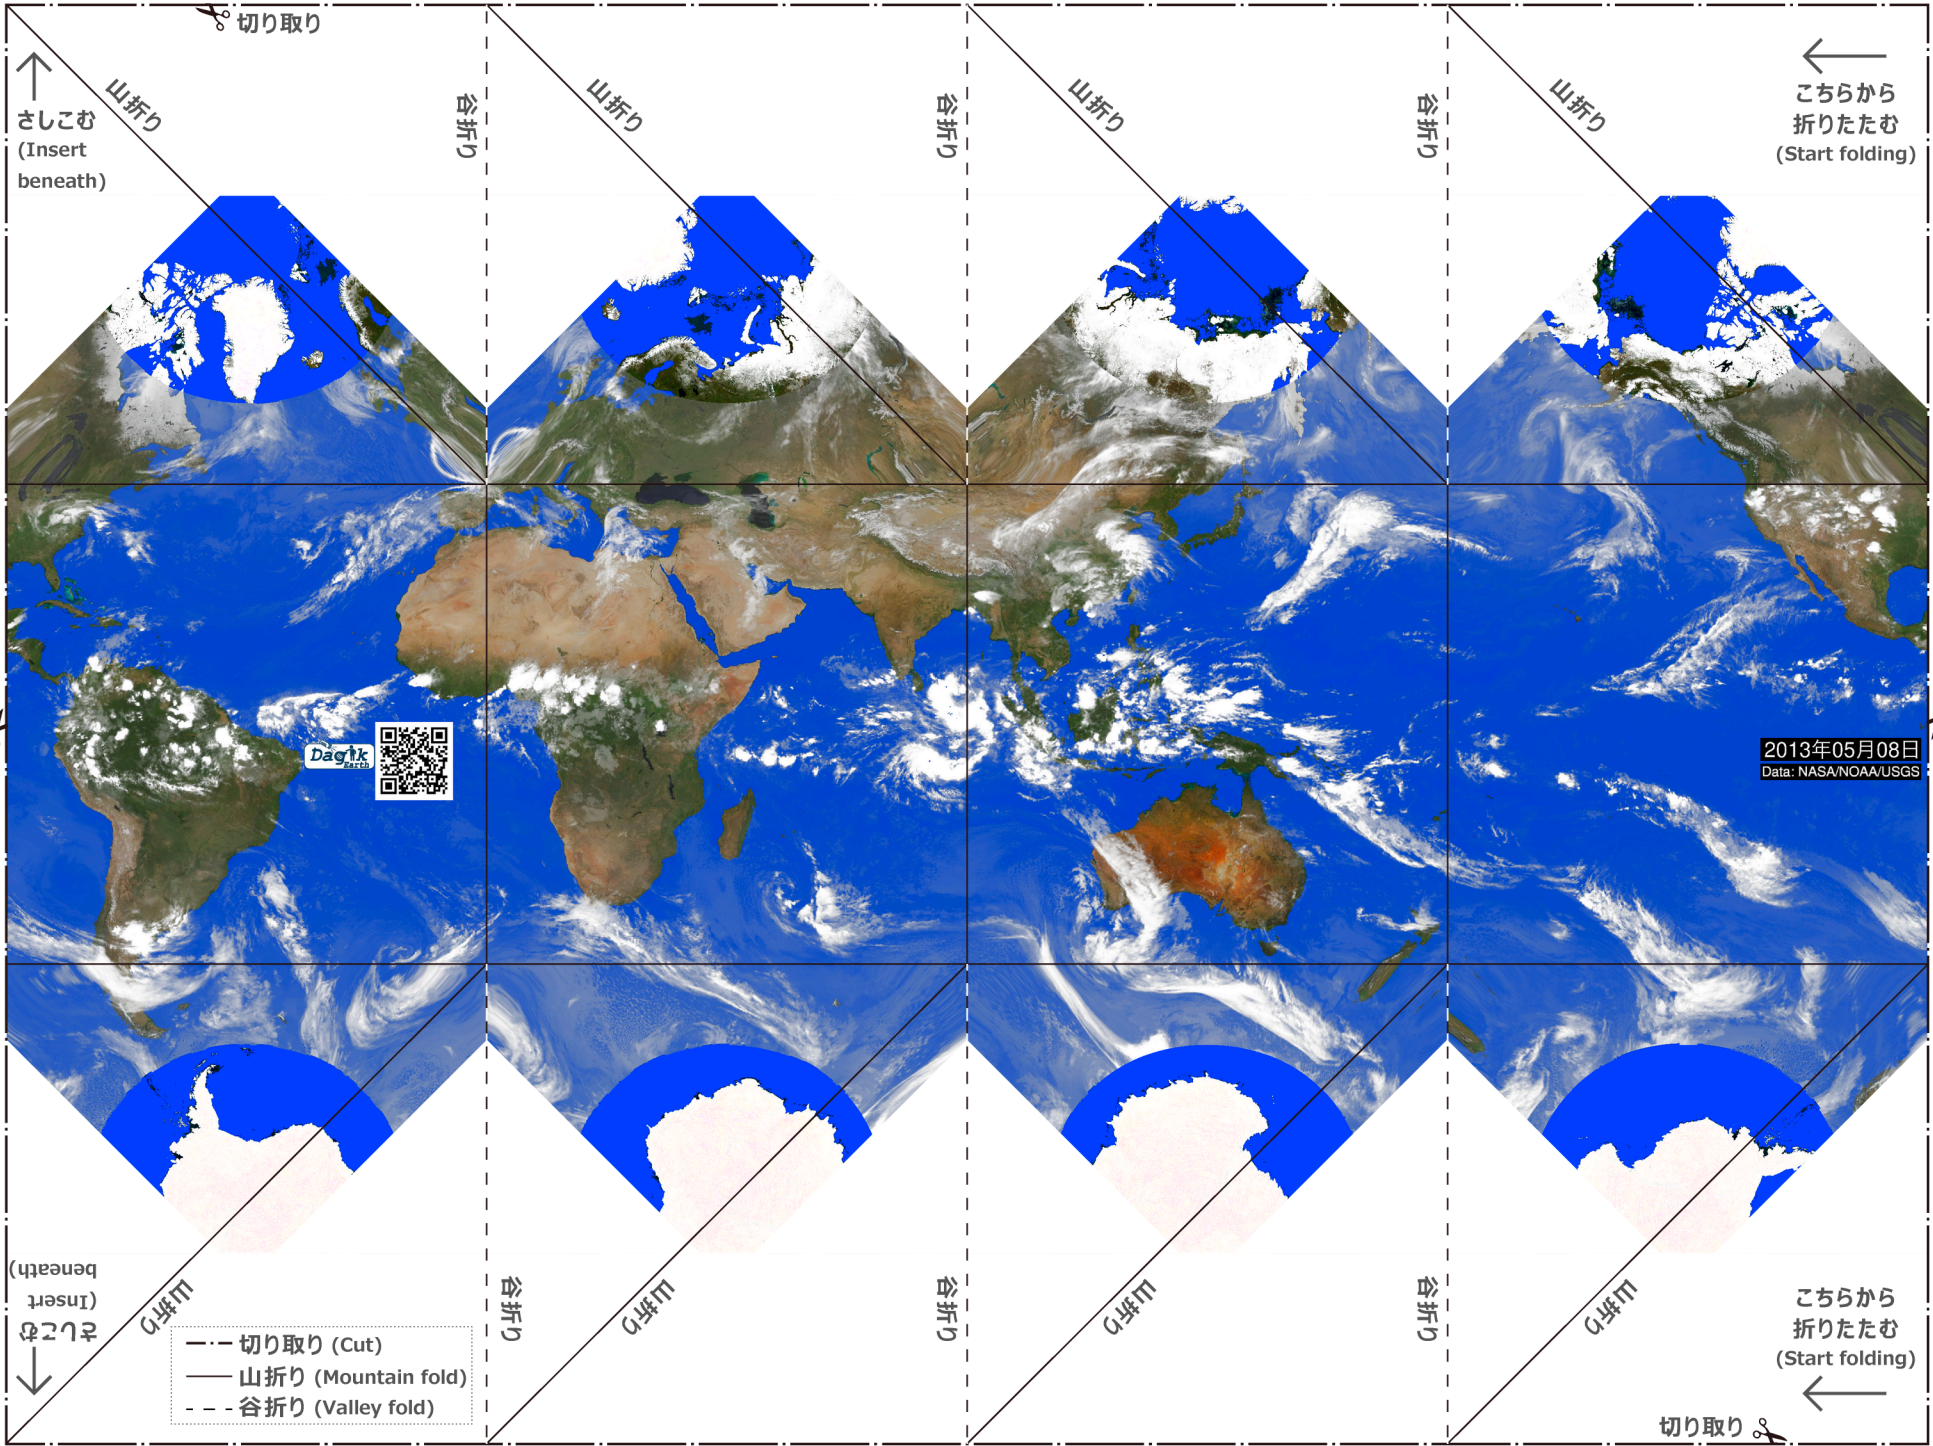 切り取り
山折り
谷折り
山折り
谷折り
山折り
谷折り
山折り
さしこむ
(Insert
beneath)
こちらから
折りたたむ
(Start folding)
Dagik
Earth
2013年05月08日
Data: NASA/NOAA/USGS
さしこむ
(Insert
beneath)
山折り
谷折り
山折り
谷折り
山折り
谷折り
山折り
切り取り (Cut)
山折り (Mountain fold)
谷折り (Valley fold)
こちらから
折りたたむ
(Start folding)
切り取り